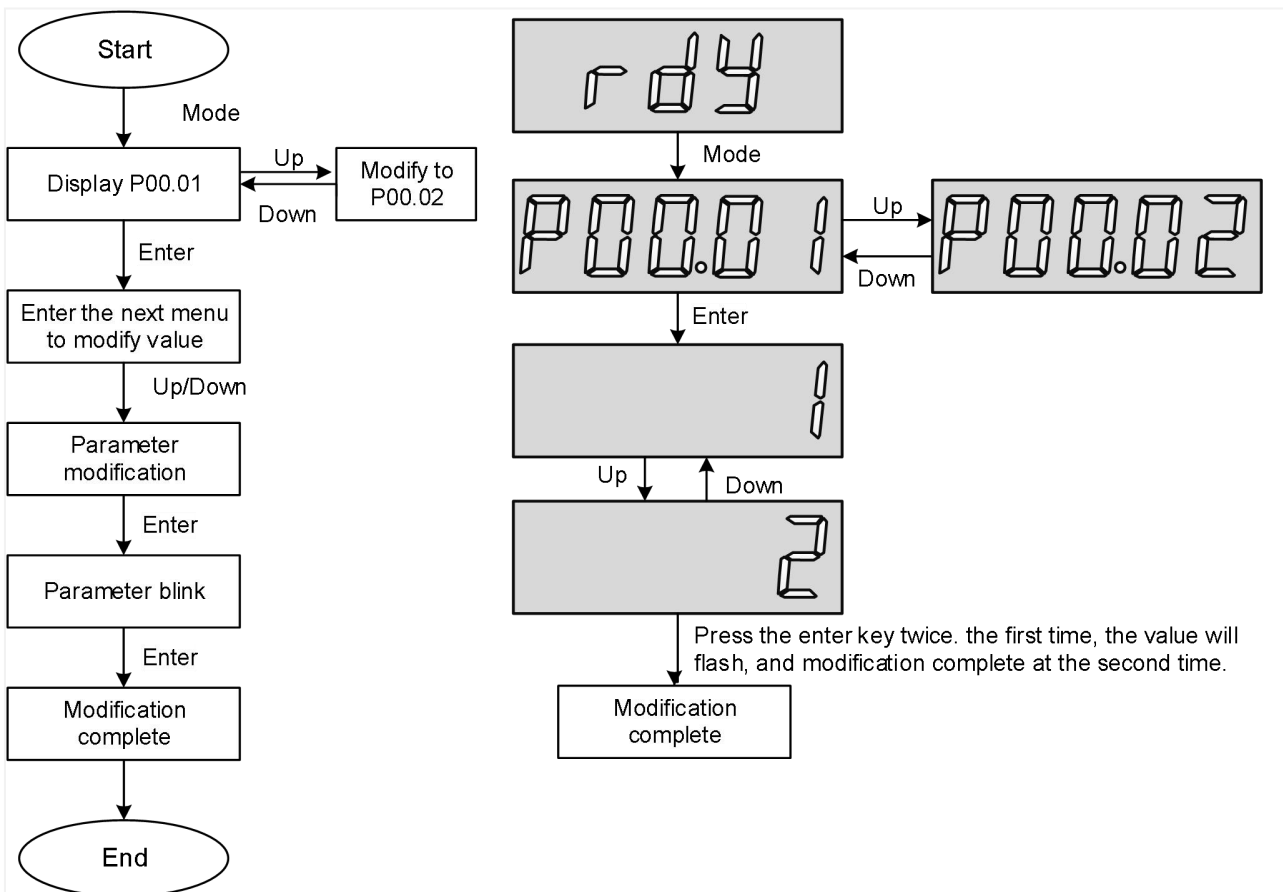 Start
Mode
Display P00.01
Up
Down
Modify to
P00.02
Enter
Enter the next menu
to modify value
Up/Down
Parameter
modification
Enter
Parameter blink
Enter
Modification
complete
End
rdy
Mode
P00.01
Up
Down
P00.02
Enter
1
Up
Down
2
Press the enter key twice. the first time, the value will
flash, and modification complete at the second time.
Modification
complete